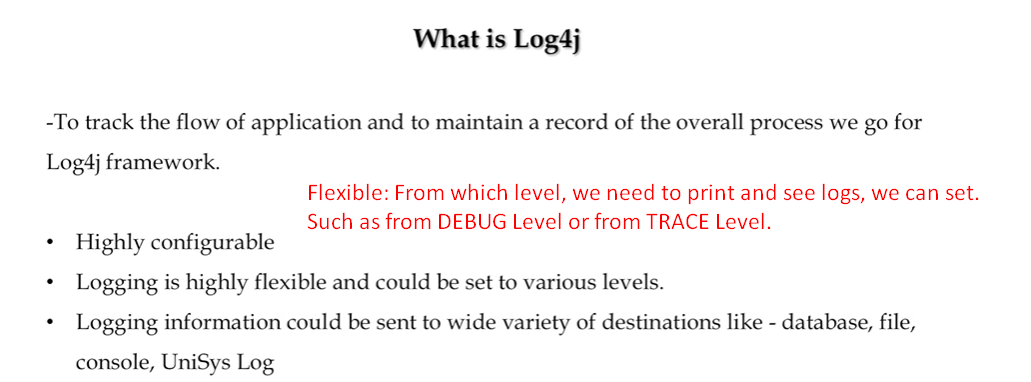 What is Log4j
-To track the flow of application and to maintain a record of the overall process we go for
Log4j framework.
Flexible: From which level, we need to print and see logs, we can set.
Such as from DEBUG Level or from TRACE Level.
• Highly configurable
• Logging is highly flexible and could be set to various levels.
• Logging information could be sent to wide variety of destinations like - database, file,
console, UniSys Log